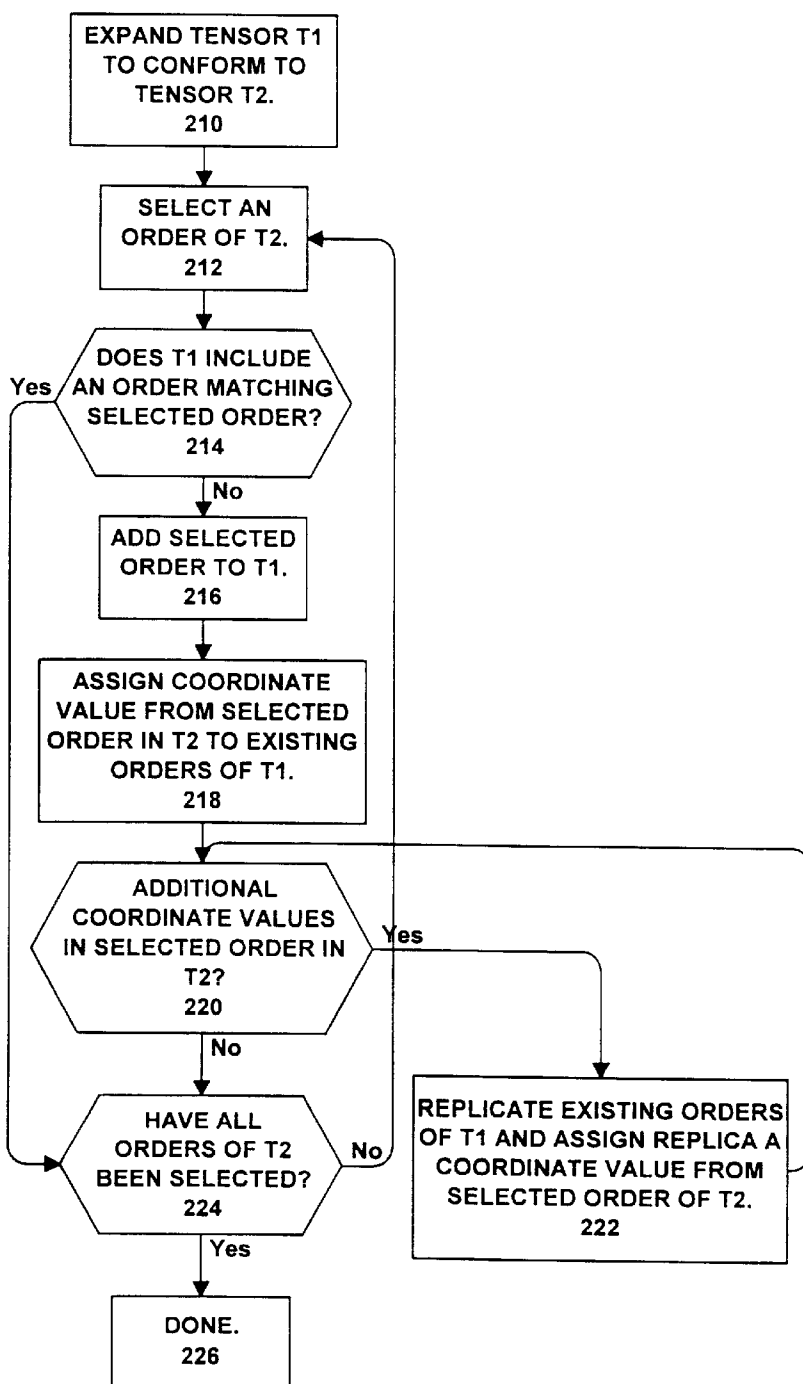 EXPAND TENSOR T1
TO CONFORM TO
TENSOR T2.
210
SELECT AN
ORDER OF T2.
212
DOES T1 INCLUDE
AN ORDER MATCHING
SELECTED ORDER?
214
Yes
No
ADD SELECTED
ORDER TO T1.
216
ASSIGN COORDINATE
VALUE FROM SELECTED
ORDER IN T2 TO EXISTING
ORDERS OF T1.
218
ADDITIONAL
COORDINATE VALUES
IN SELECTED ORDER IN
T2?
220
Yes
No
REPLICATE EXISTING ORDERS
OF T1 AND ASSIGN REPLICA A
COORDINATE VALUE FROM
SELECTED ORDER OF T2.
222
HAVE ALL
ORDERS OF T2
BEEN SELECTED?
224
No
Yes
DONE.
226